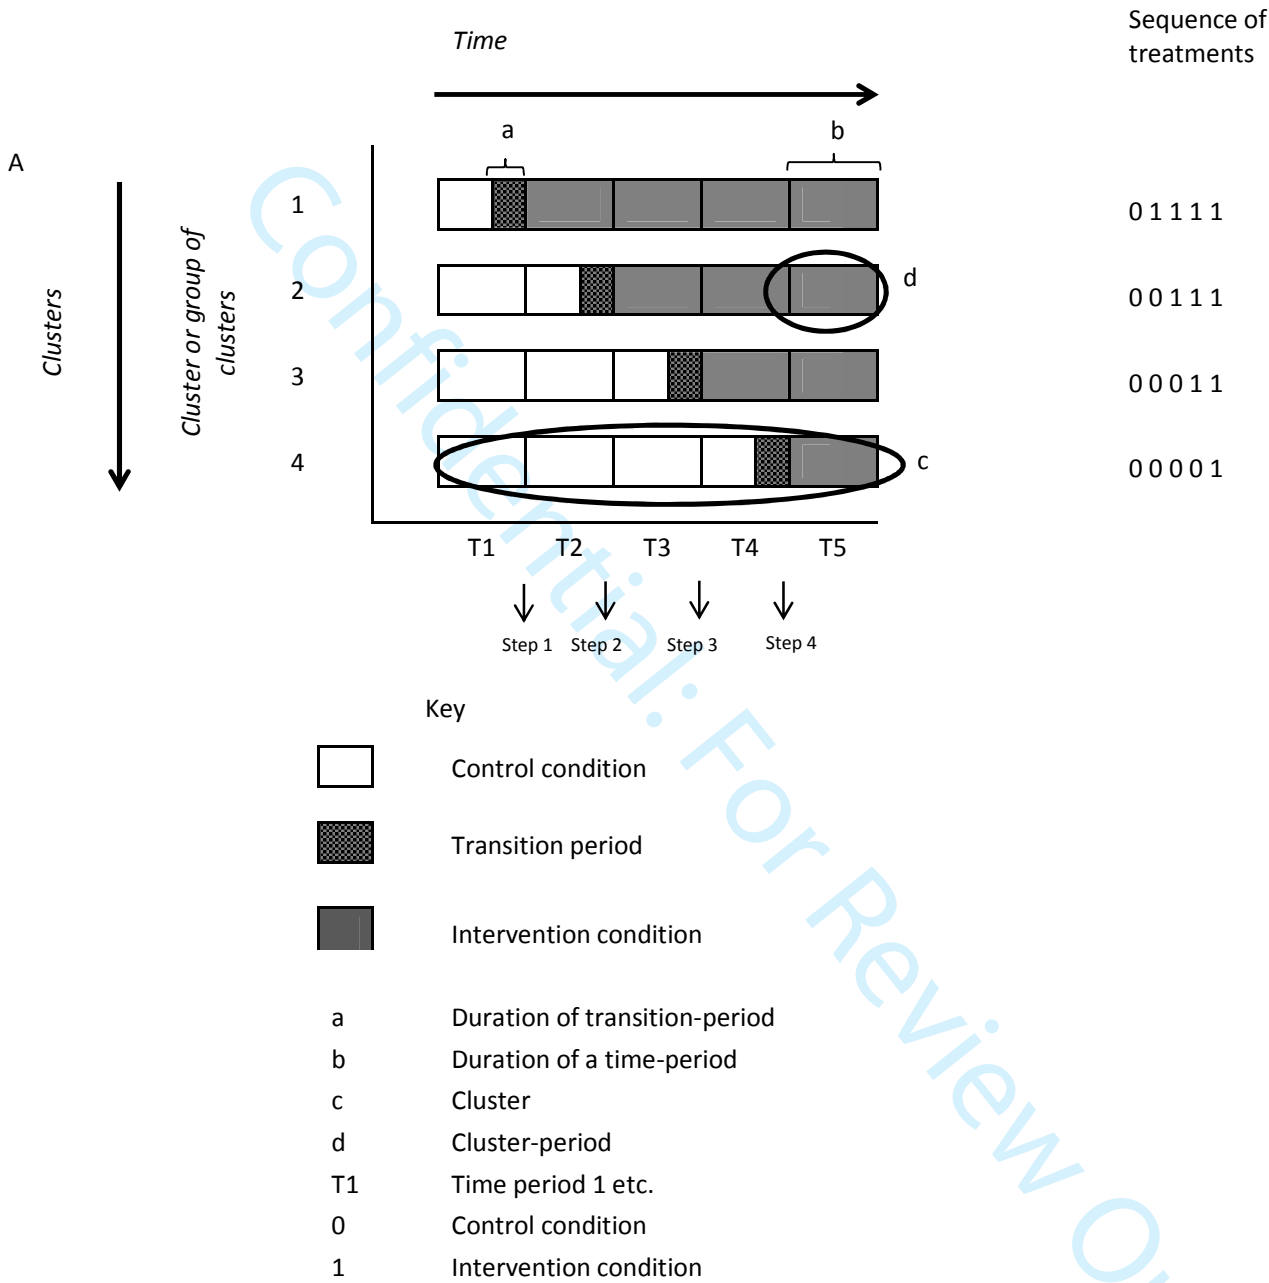 Sequence of
treatments
Time
a
b
A
Clusters
Cluster or group of
clusters
1
0 1 1 1 1
2
d
0 0 1 1 1
3
0 0 0 1 1
4
c
0 0 0 0 1
T1 T2 T3 T4 T5
Step 1 Step 2 Step 3 Step 4
Key
Control condition
Transition period
Intervention condition
a Duration of transition-period
b Duration of a time-period
c Cluster
d Cluster-period
T1 Time period 1 etc.
0 Control condition
1 Intervention condition
Confidential: For Review